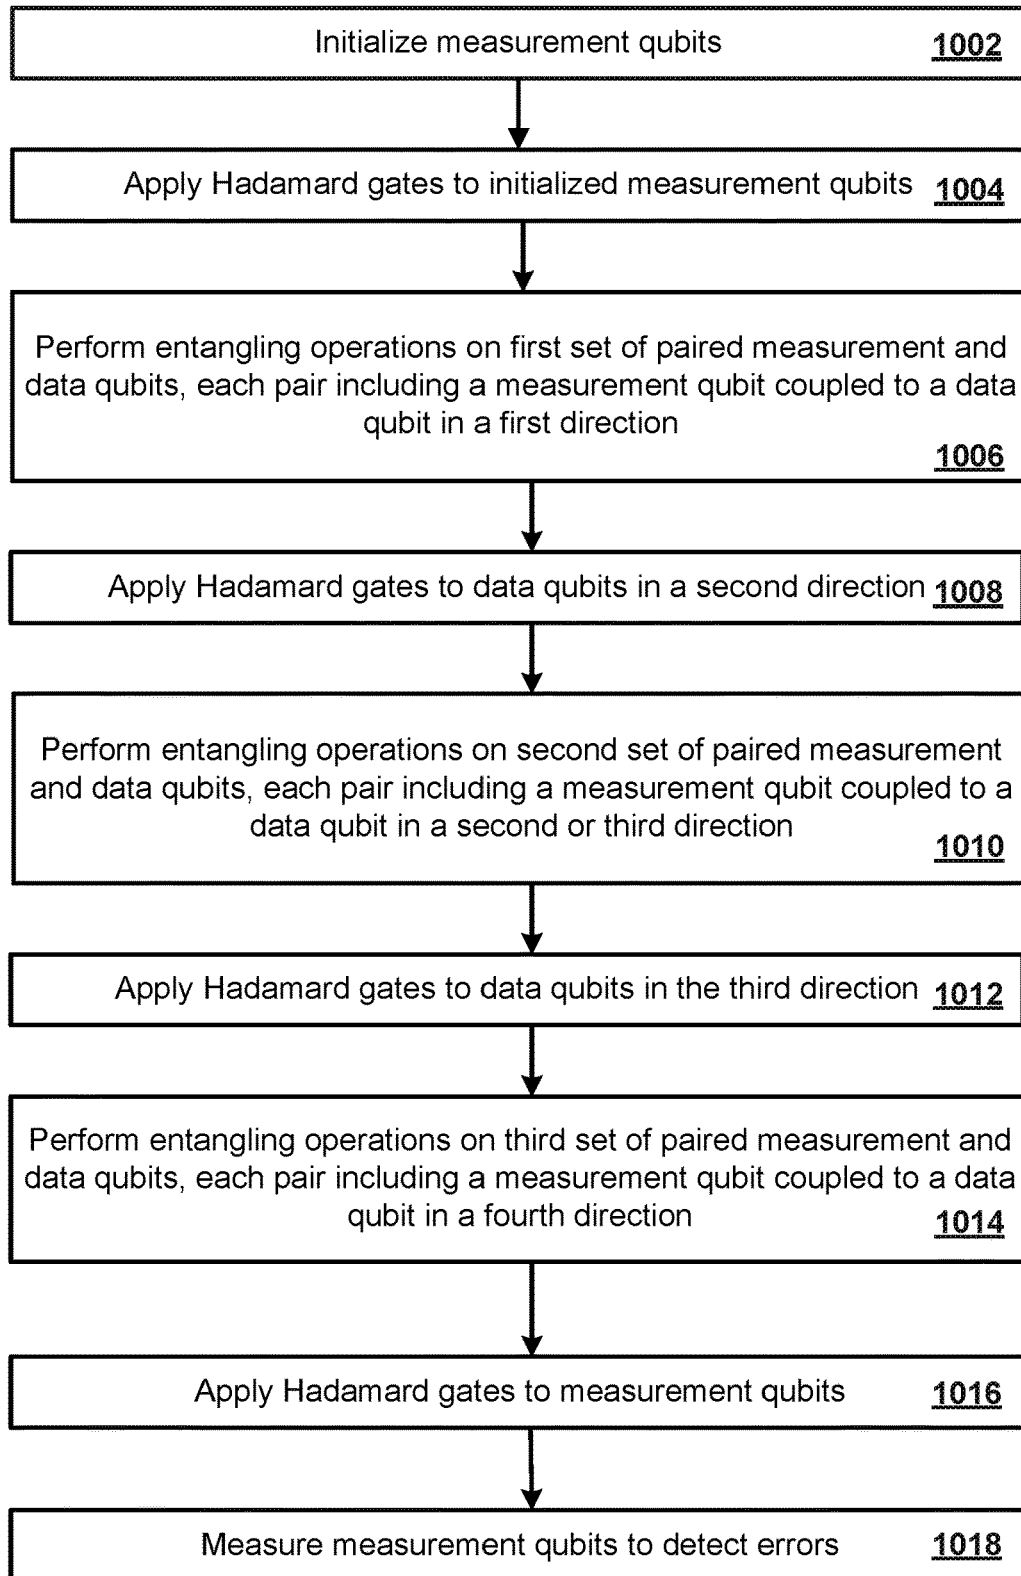 Initialize measurement qubits 1002
Apply Hadamard gates to initialized measurement qubits 1004
Perform entangling operations on first set of paired measurement and
data qubits, each pair including a measurement qubit coupled to a data
qubit in a first direction
1006
Apply Hadamard gates to data qubits in a second direction 1008
Perform entangling operations on second set of paired measurement
and data qubits, each pair including a measurement qubit coupled to a
data qubit in a second or third direction
1010
Apply Hadamard gates to data qubits in the third direction 1012
Perform entangling operations on third set of paired measurement and
data qubits, each pair including a measurement qubit coupled to a data
qubit in a fourth direction 1014
Apply Hadamard gates to measurement qubits 1016
Measure measurement qubits to detect errors 1018